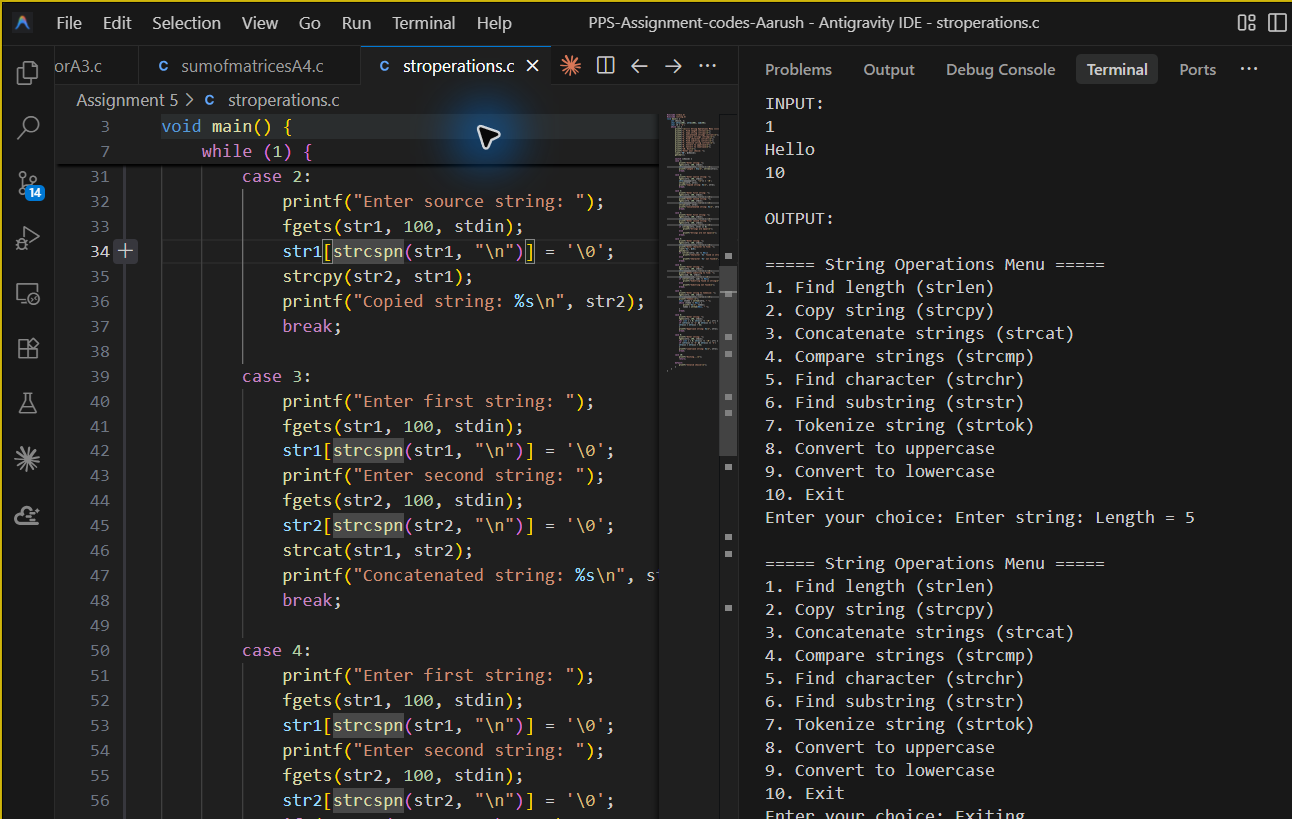 File Edit Selection View Go Run Terminal Help PPS-Assignment-codes-Aarush - Antigravity IDE - stroperations.c
orA3.c C sumofmatricesA4.c C stroperations.c
Assignment 5 > C stroperations.c
14
3 void main() {
7 while (1) {
31 case 2:
32 printf("Enter source string: ");
33 fgets(str1, 100, stdin);
34 str1[strcspn(str1, "\n")] = '\0';
35 strcpy(str2, str1);
36 printf("Copied string: %s\n", str2);
37 break;
38
39 case 3:
40 printf("Enter first string: ");
41 fgets(str1, 100, stdin);
42 str1[strcspn(str1, "\n")] = '\0';
43 printf("Enter second string: ");
44 fgets(str2, 100, stdin);
45 str2[strcspn(str2, "\n")] = '\0';
46 strcat(str1, str2);
47 printf("Concatenated string: %s\n", st
48 break;
49
50 case 4:
51 printf("Enter first string: ");
52 fgets(str1, 100, stdin);
53 str1[strcspn(str1, "\n")] = '\0';
54 printf("Enter second string: ");
55 fgets(str2, 100, stdin);
56 str2[strcspn(str2, "\n")] = '\0';
Problems Output Debug Console Terminal Ports
INPUT:
1
Hello
10
OUTPUT:
===== String Operations Menu =====
1. Find length (strlen)
2. Copy string (strcpy)
3. Concatenate strings (strcat)
4. Compare strings (strcmp)
5. Find character (strchr)
6. Find substring (strstr)
7. Tokenize string (strtok)
8. Convert to uppercase
9. Convert to lowercase
10. Exit
Enter your choice: Enter string: Length = 5
===== String Operations Menu =====
1. Find length (strlen)
2. Copy string (strcpy)
3. Concatenate strings (strcat)
4. Compare strings (strcmp)
5. Find character (strchr)
6. Find substring (strstr)
7. Tokenize string (strtok)
8. Convert to uppercase
9. Convert to lowercase
10. Exit
Enter your choice: Exiting